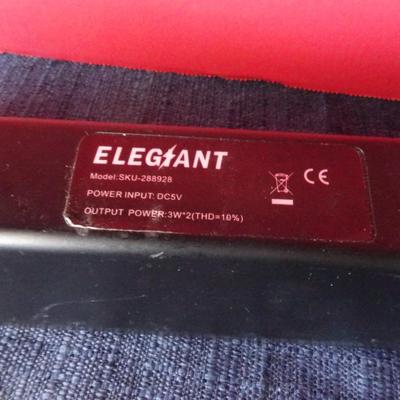 ELEGIANT
Model:SKU-288928
POWER INPUT: DC5V
OUTPUT POWER:3W*2(THD=10%)
CE